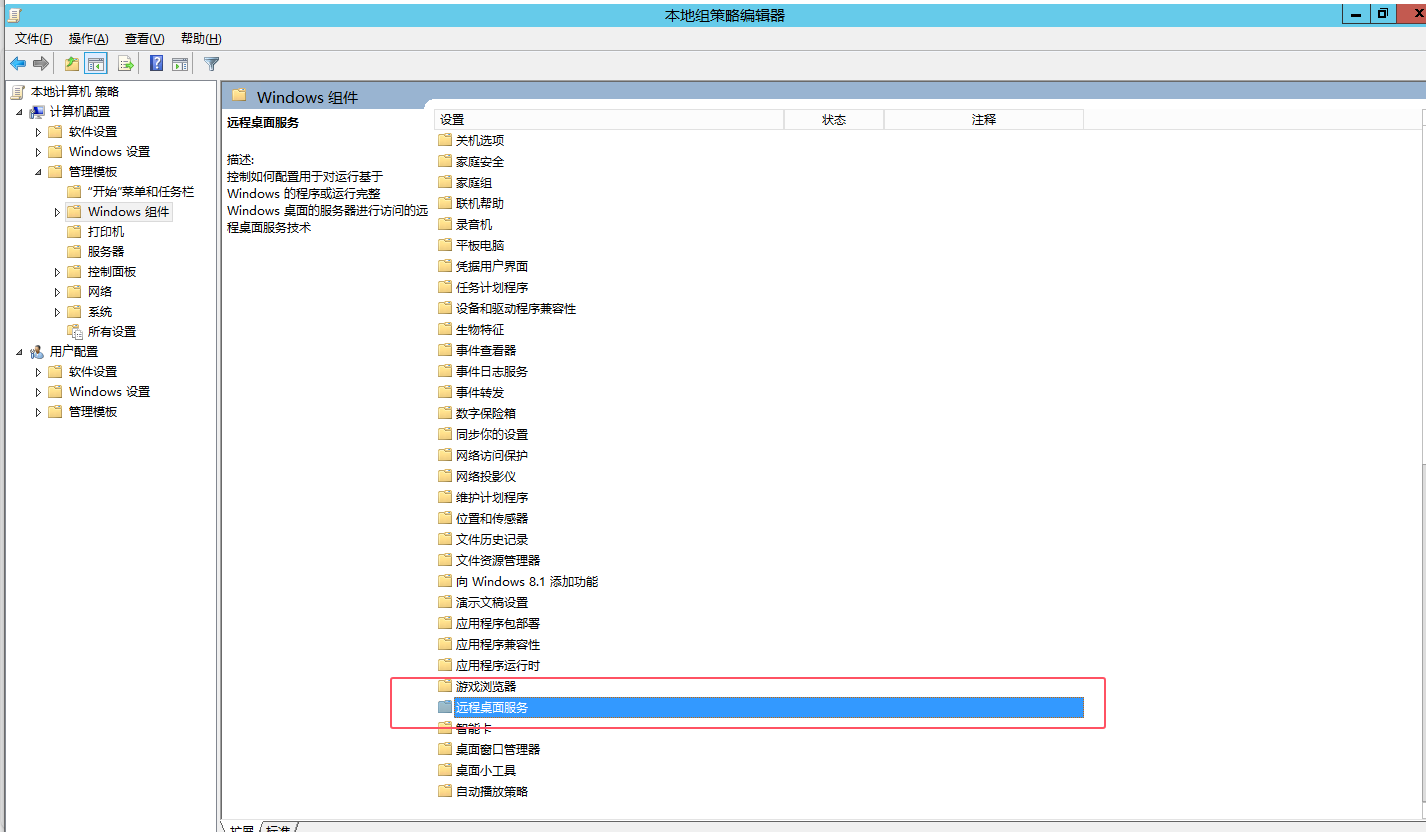 本地组策略编辑器
文件(F) 操作(A) 查看(V) 帮助(H)
本地计算机 策略
计算机配置
软件设置
Windows 设置
管理模板
“开始”菜单和任务栏
Windows 组件
打印机
服务器
控制面板
网络
系统
所有设置
用户配置
软件设置
Windows 设置
管理模板
Windows 组件
远程桌面服务
描述:
控制如何配置用于对运行基于
Windows 的程序或运行完整
Windows 桌面的服务器进行访问的远
程桌面服务技术
设置 状态 注释
关机选项
家庭安全
家庭组
联机帮助
录音机
平板电脑
凭据用户界面
任务计划程序
设备和驱动程序兼容性
生物特征
事件查看器
事件日志服务
事件转发
数字保险箱
同步你的设置
网络访问保护
网络投影仪
维护计划程序
位置和传感器
文件历史记录
文件资源管理器
向 Windows 8.1 添加功能
演示文稿设置
应用程序包部署
应用程序兼容性
应用程序运行时
游戏浏览器
远程桌面服务
智能卡
桌面窗口管理器
桌面小工具
自动播放策略
扩展 标准